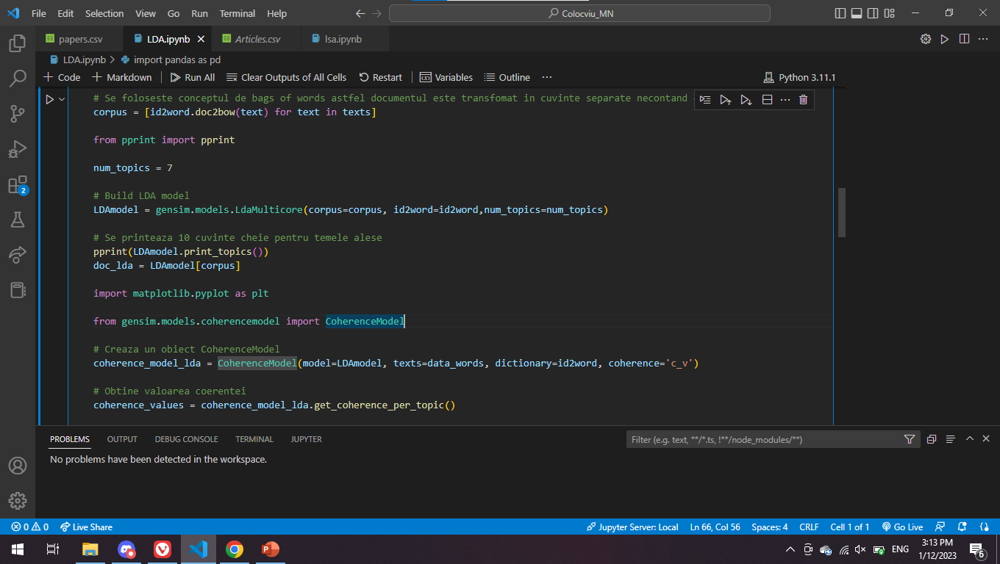 File Edit Selection View Go Run Terminal Help
Colocviu_MN
papers.csv LDA.ipynb Articles.csv lsa.ipynb
LDA.ipynb > import pandas as pd
Code Markdown Run All Clear Outputs of All Cells Restart Variables Outline ... Python 3.11.1
# Se foloseste conceptul de bags of words astfel documentul este transfomat in cuvinte separate necontand
corpus = [id2word.doc2bow(text) for text in texts]
from pprint import pprint
num_topics = 7
# Build LDA model
LDAmodel = gensim.models.LdaMulticore(corpus=corpus, id2word=id2word,num_topics=num_topics)
# Se printeaza 10 cuvinte cheie pentru temele alese
pprint(LDAmodel.print_topics())
doc_lda = LDAmodel[corpus]
import matplotlib.pyplot as plt
from gensim.models.coherencemodel import CoherenceModel
# Creaza un obiect CoherenceModel
coherence_model_lda = CoherenceModel(model=LDAmodel, texts=data_words, dictionary=id2word, coherence='c_v')
# Obtine valoarea coerentei
coherence_values = coherence_model_lda.get_coherence_per_topic()
2
PROBLEMS OUTPUT DEBUG CONSOLE TERMINAL JUPYTER
Filter (e.g. text, **/*.ts, !**/node_modules/**)
No problems have been detected in the workspace.
0 0 Live Share
Jupyter Server: Local Ln 66, Col 56 Spaces: 4 CRLF Cell 1 of 1 Go Live
ENG
3:13 PM
1/12/2023
6